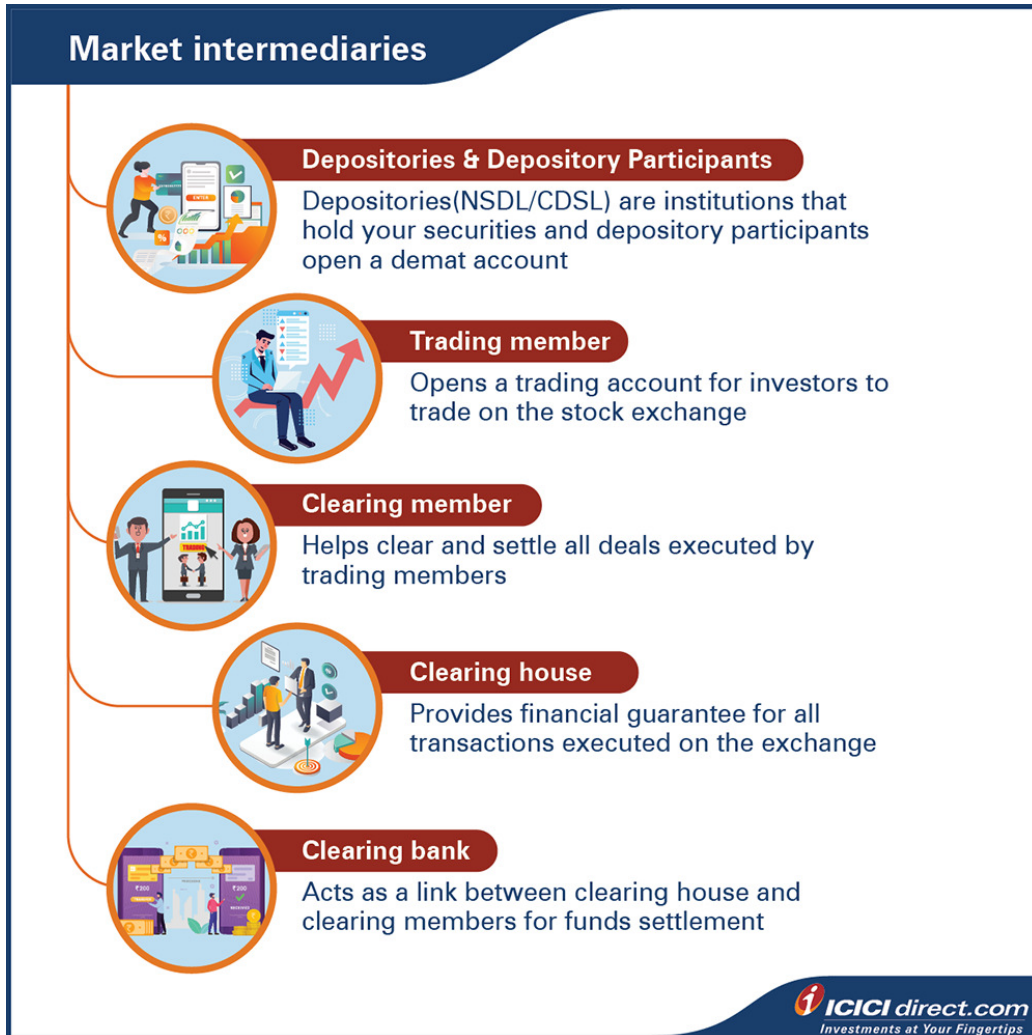 Market intermediaries
Depositories & Depository Participants
Depositories(NSDL/CDSL) are institutions that
hold your securities and depository participants
open a demat account
ENTER
%
Trading member
Opens a trading account for investors to
trade on the stock exchange
Clearing member
Helps clear and settle all deals executed by
trading members
TRADING
Clearing house
Provides financial guarantee for all
transactions executed on the exchange
Clearing bank
Acts as a link between clearing house and
clearing members for funds settlement
₹300
₹300
i ICICI direct.com
Investments at Your Fingertips